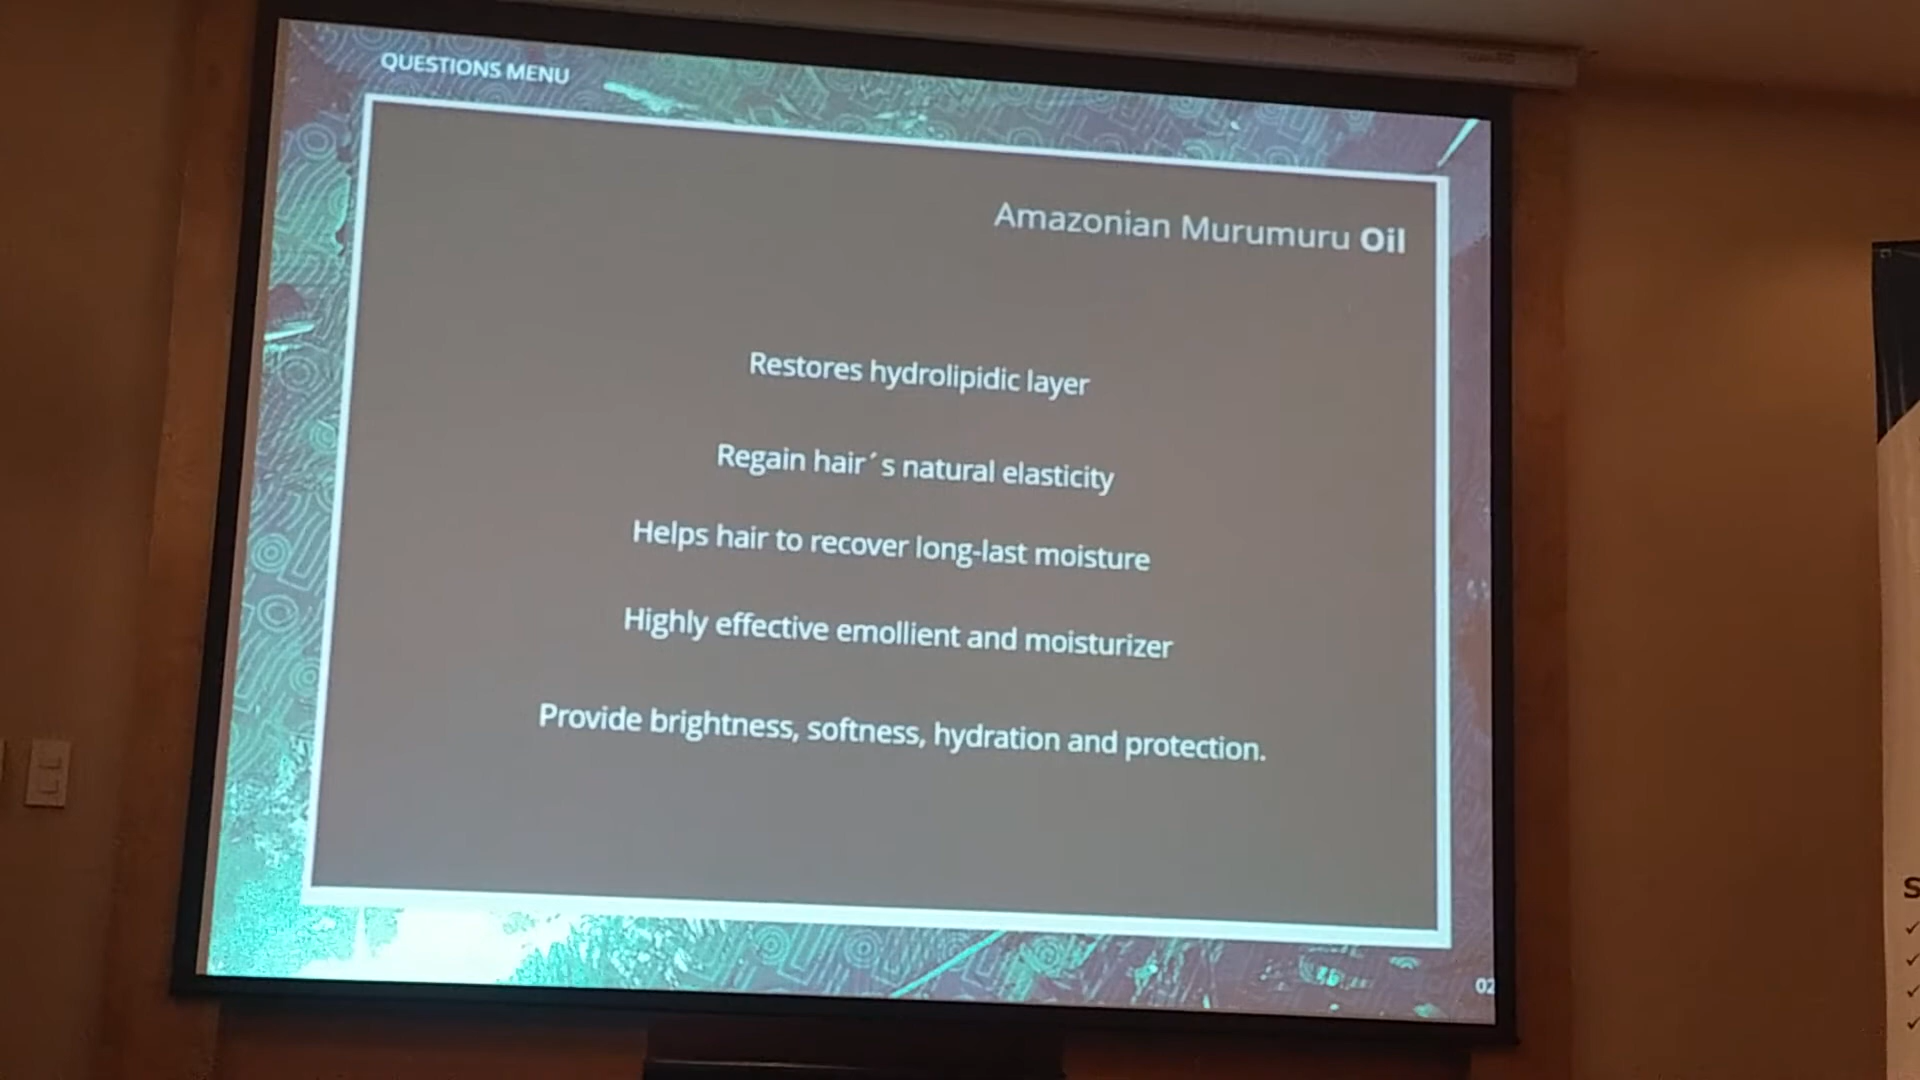 QUESTIONS MENU
Amazonian Murumuru Oil
Restores hydrolipidic layer
Regain hair´s natural elasticity
Helps hair to recover long-last moisture
Highly effective emollient and moisturizer
Provide brightness, softness, hydration and protection.
02
S